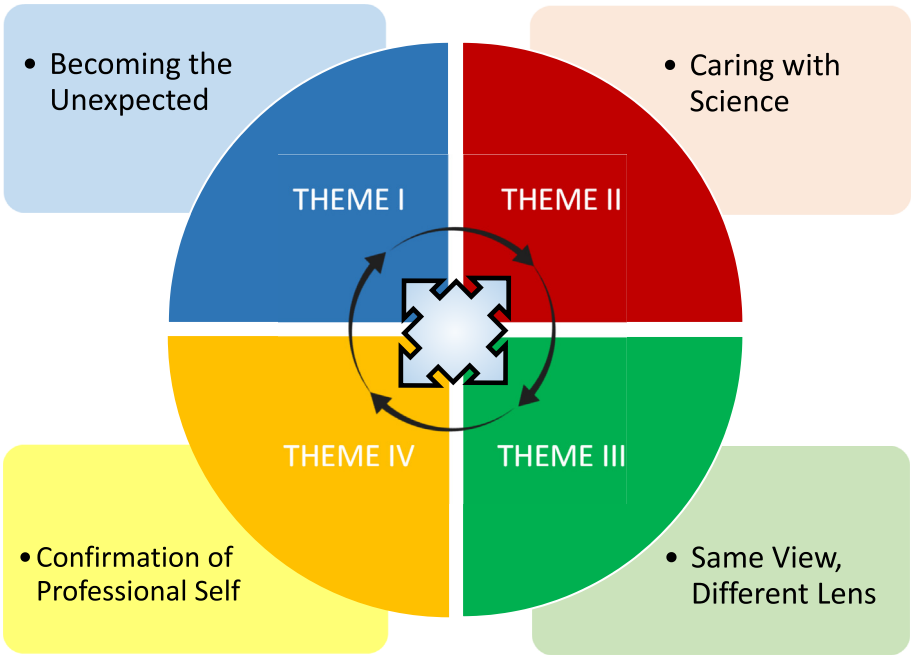 • Becoming the
Unexpected
• Caring with
Science
THEME I
THEME II
THEME IV
THEME III
• Confirmation of
Professional Self
• Same View,
Different Lens